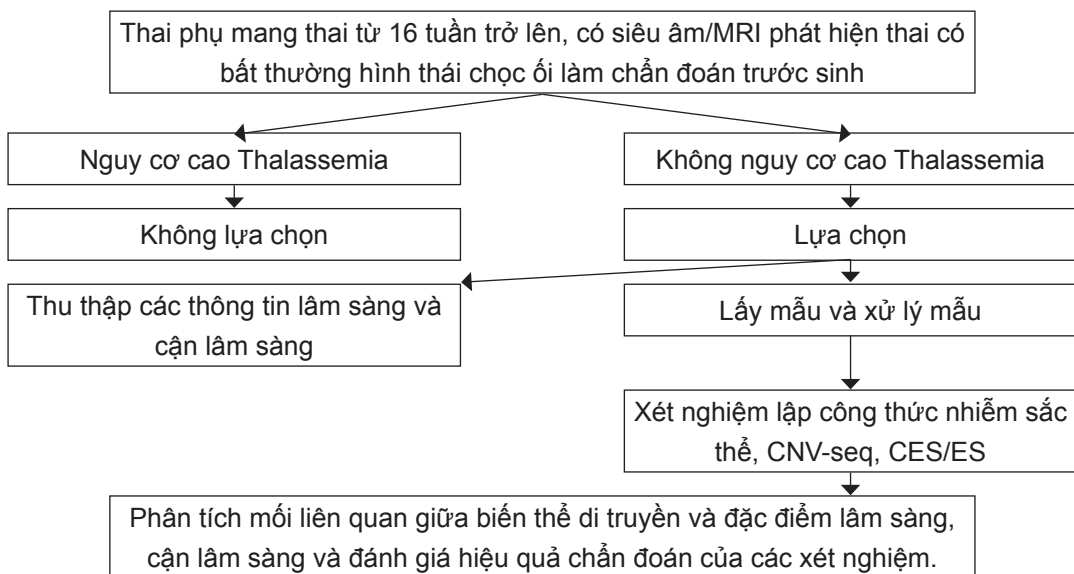 Thai phụ mang thai từ 16 tuần trở lên, có siêu âm/MRI phát hiện thai có
bất thường hình thái chọc ối làm chẩn đoán trước sinh
Nguy cơ cao Thalassemia
Không nguy cơ cao Thalassemia
Không lựa chọn
Lựa chọn
Thu thập các thông tin lâm sàng và
cận lâm sàng
Lấy mẫu và xử lý mẫu
Xét nghiệm lập công thức nhiễm sắc
thể, CNV-seq, CES/ES
Phân tích mối liên quan giữa biến thể di truyền và đặc điểm lâm sàng,
cận lâm sàng và đánh giá hiệu quả chẩn đoán của các xét nghiệm.